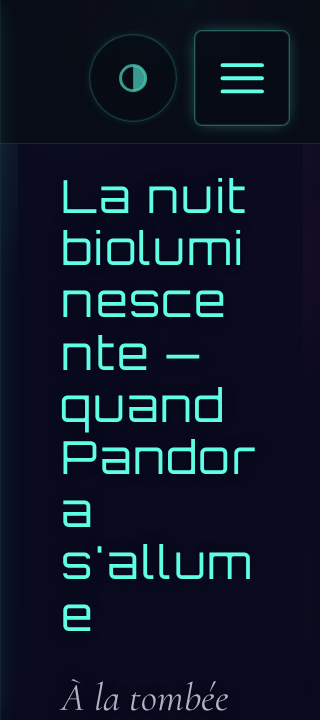 La nuit
biolumi
nesce
nte —
quand
Pandor
a
s'allum
e
À la tombée